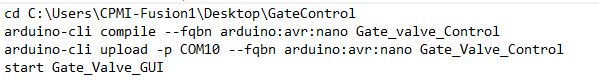 cd C:\Users\CPMI-Fusion1\Desktop\GateControl
arduino-cli compile --fqbn arduino:avr:nano Gate_valve_Control
arduino-cli upload -p COM10 --fqbn arduino:avr:nano Gate_Valve_Control
start Gate_Valve_GUI